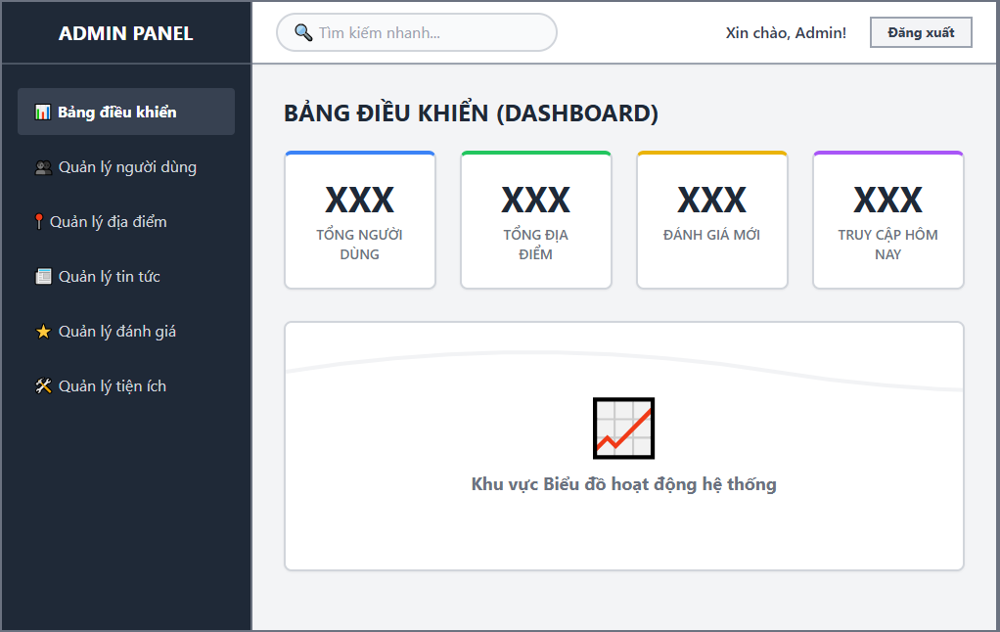 ADMIN PANEL
Tìm kiếm nhanh...
Xin chào, Admin!
Đăng xuất
Bảng điều khiển
Quản lý người dùng
Quản lý địa điểm
Quản lý tin tức
Quản lý đánh giá
Quản lý tiện ích
BẢNG ĐIỀU KHIỂN (DASHBOARD)
XXX
TỔNG NGƯỜI
DÙNG
XXX
TỔNG ĐỊA
ĐIỂM
XXX
ĐÁNH GIÁ MỚI
XXX
TRUY CẬP HÔM
NAY
Khu vực Biểu đồ hoạt động hệ thống